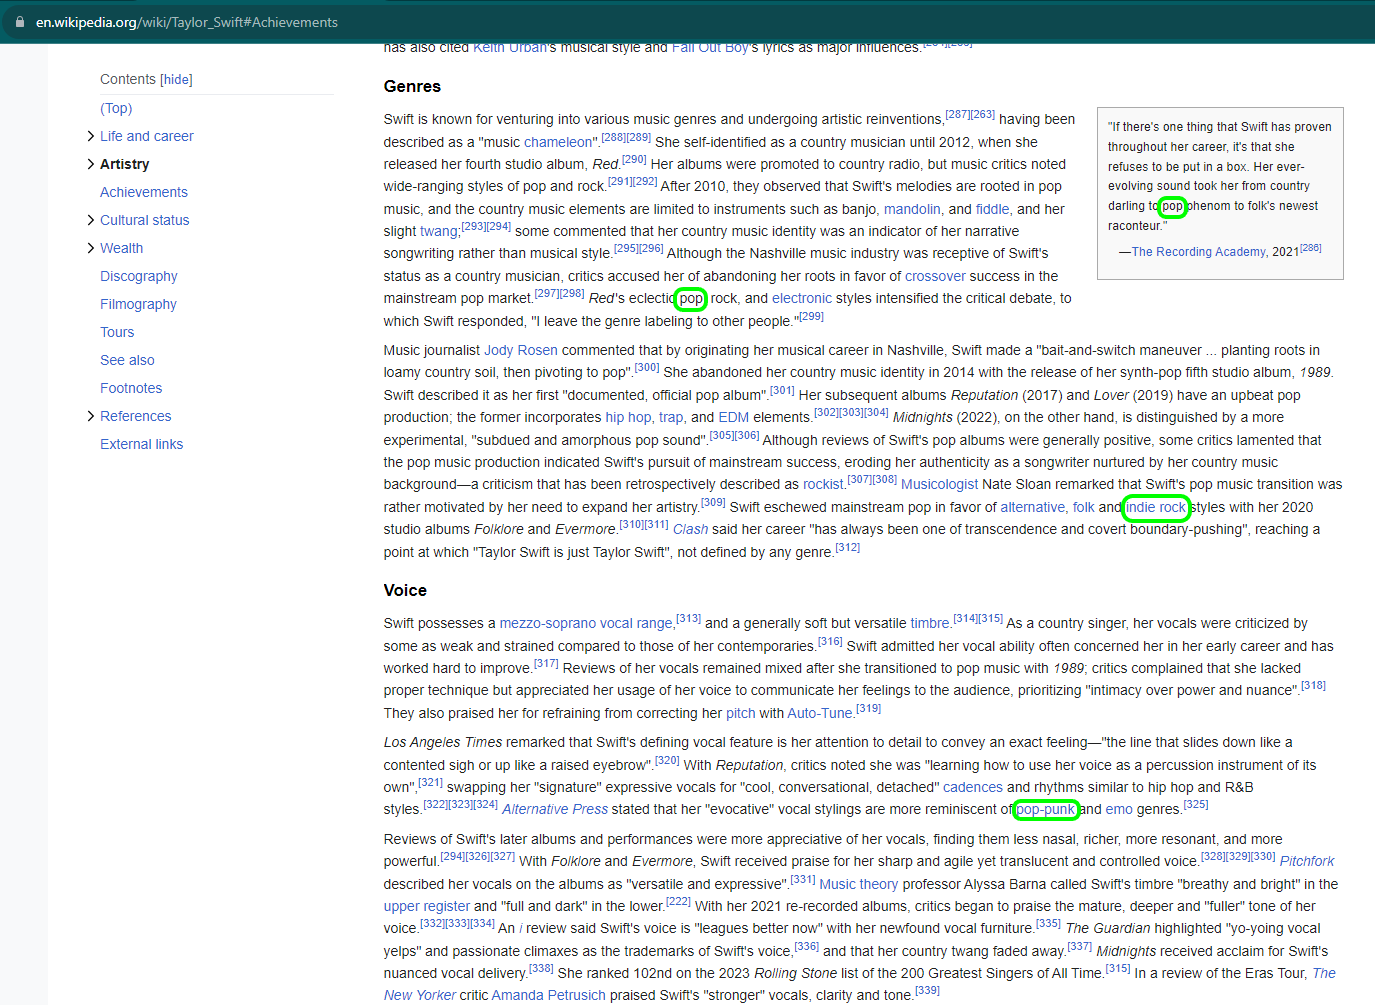 en.wikipedia.org/wiki/Taylor_Swift#Achievements
Contents [hide]
(Top)
Life and career
Artistry
Achievements
Cultural status
Wealth
Discography
Filmography
Tours
See also
Footnotes
References
External links
has also cited Keith Urban's musical style and Fall Out Boy's lyrics as major influences.[284][285]
Genres
Swift is known for venturing into various music genres and undergoing artistic reinventions,[287][263] having been
described as a "music chameleon".[288][289] She self-identified as a country musician until 2012, when she
released her fourth studio album, Red.[290] Her albums were promoted to country radio, but music critics noted
wide-ranging styles of pop and rock.[291][292] After 2010, they observed that Swift's melodies are rooted in pop
music, and the country music elements are limited to instruments such as banjo, mandolin, and fiddle, and her
slight twang;[293][294] some commented that her country music identity was an indicator of her narrative
songwriting rather than musical style.[295][296] Although the Nashville music industry was receptive of Swift's
status as a country musician, critics accused her of abandoning her roots in favor of crossover success in the
mainstream pop market.[297][298] Red's eclectic pop rock, and electronic styles intensified the critical debate, to
which Swift responded, "I leave the genre labeling to other people."[299]
"If there's one thing that Swift has proven
throughout her career, it's that she
refuses to be put in a box. Her ever-
evolving sound took her from country
darling to pop phenom to folk's newest
raconteur."
—The Recording Academy, 2021[286]
Music journalist Jody Rosen commented that by originating her musical career in Nashville, Swift made a "bait-and-switch maneuver ... planting roots in
loamy country soil, then pivoting to pop".[300] She abandoned her country music identity in 2014 with the release of her synth-pop fifth studio album, 1989.
Swift described it as her first "documented, official pop album".[301] Her subsequent albums Reputation (2017) and Lover (2019) have an upbeat pop
production; the former incorporates hip hop, trap, and EDM elements.[302][303][304] Midnights (2022), on the other hand, is distinguished by a more
experimental, "subdued and amorphous pop sound".[305][306] Although reviews of Swift's pop albums were generally positive, some critics lamented that
the pop music production indicated Swift's pursuit of mainstream success, eroding her authenticity as a songwriter nurtured by her country music
background—a criticism that has been retrospectively described as rockist.[307][308] Musicologist Nate Sloan remarked that Swift's pop music transition was
rather motivated by her need to expand her artistry.[309] Swift eschewed mainstream pop in favor of alternative, folk and indie rock styles with her 2020
studio albums Folklore and Evermore.[310][311] Clash said her career "has always been one of transcendence and covert boundary-pushing", reaching a
point at which "Taylor Swift is just Taylor Swift", not defined by any genre.[312]
Voice
Swift possesses a mezzo-soprano vocal range,[313] and a generally soft but versatile timbre.[314][315] As a country singer, her vocals were criticized by
some as weak and strained compared to those of her contemporaries.[316] Swift admitted her vocal ability often concerned her in her early career and has
worked hard to improve.[317] Reviews of her vocals remained mixed after she transitioned to pop music with 1989; critics complained that she lacked
proper technique but appreciated her usage of her voice to communicate her feelings to the audience, prioritizing "intimacy over power and nuance".[318]
They also praised her for refraining from correcting her pitch with Auto-Tune.[319]
Los Angeles Times remarked that Swift's defining vocal feature is her attention to detail to convey an exact feeling—"the line that slides down like a
contented sigh or up like a raised eyebrow".[320] With Reputation, critics noted she was "learning how to use her voice as a percussion instrument of its
own",[321] swapping her "signature" expressive vocals for "cool, conversational, detached" cadences and rhythms similar to hip hop and R&B
styles.[322][323][324] Alternative Press stated that her "evocative" vocal stylings are more reminiscent of pop-punk and emo genres.[325]
Reviews of Swift's later albums and performances were more appreciative of her vocals, finding them less nasal, richer, more resonant, and more
powerful.[294][326][327] With Folklore and Evermore, Swift received praise for her sharp and agile yet translucent and controlled voice.[328][329][330] Pitchfork
described her vocals on the albums as "versatile and expressive".[331] Music theory professor Alyssa Barna called Swift's timbre "breathy and bright" in the
upper register and "full and dark" in the lower.[222] With her 2021 re-recorded albums, critics began to praise the mature, deeper and "fuller" tone of her
voice.[332][333][334] An i review said Swift's voice is "leagues better now" with her newfound vocal furniture.[335] The Guardian highlighted "yo-yoing vocal
yelps" and passionate climaxes as the trademarks of Swift's voice,[336] and that her country twang faded away.[337] Midnights received acclaim for Swift's
nuanced vocal delivery.[338] She ranked 102nd on the 2023 Rolling Stone list of the 200 Greatest Singers of All Time.[315] In a review of the Eras Tour, The
New Yorker critic Amanda Petrusich praised Swift's "stronger" vocals, clarity and tone.[339]